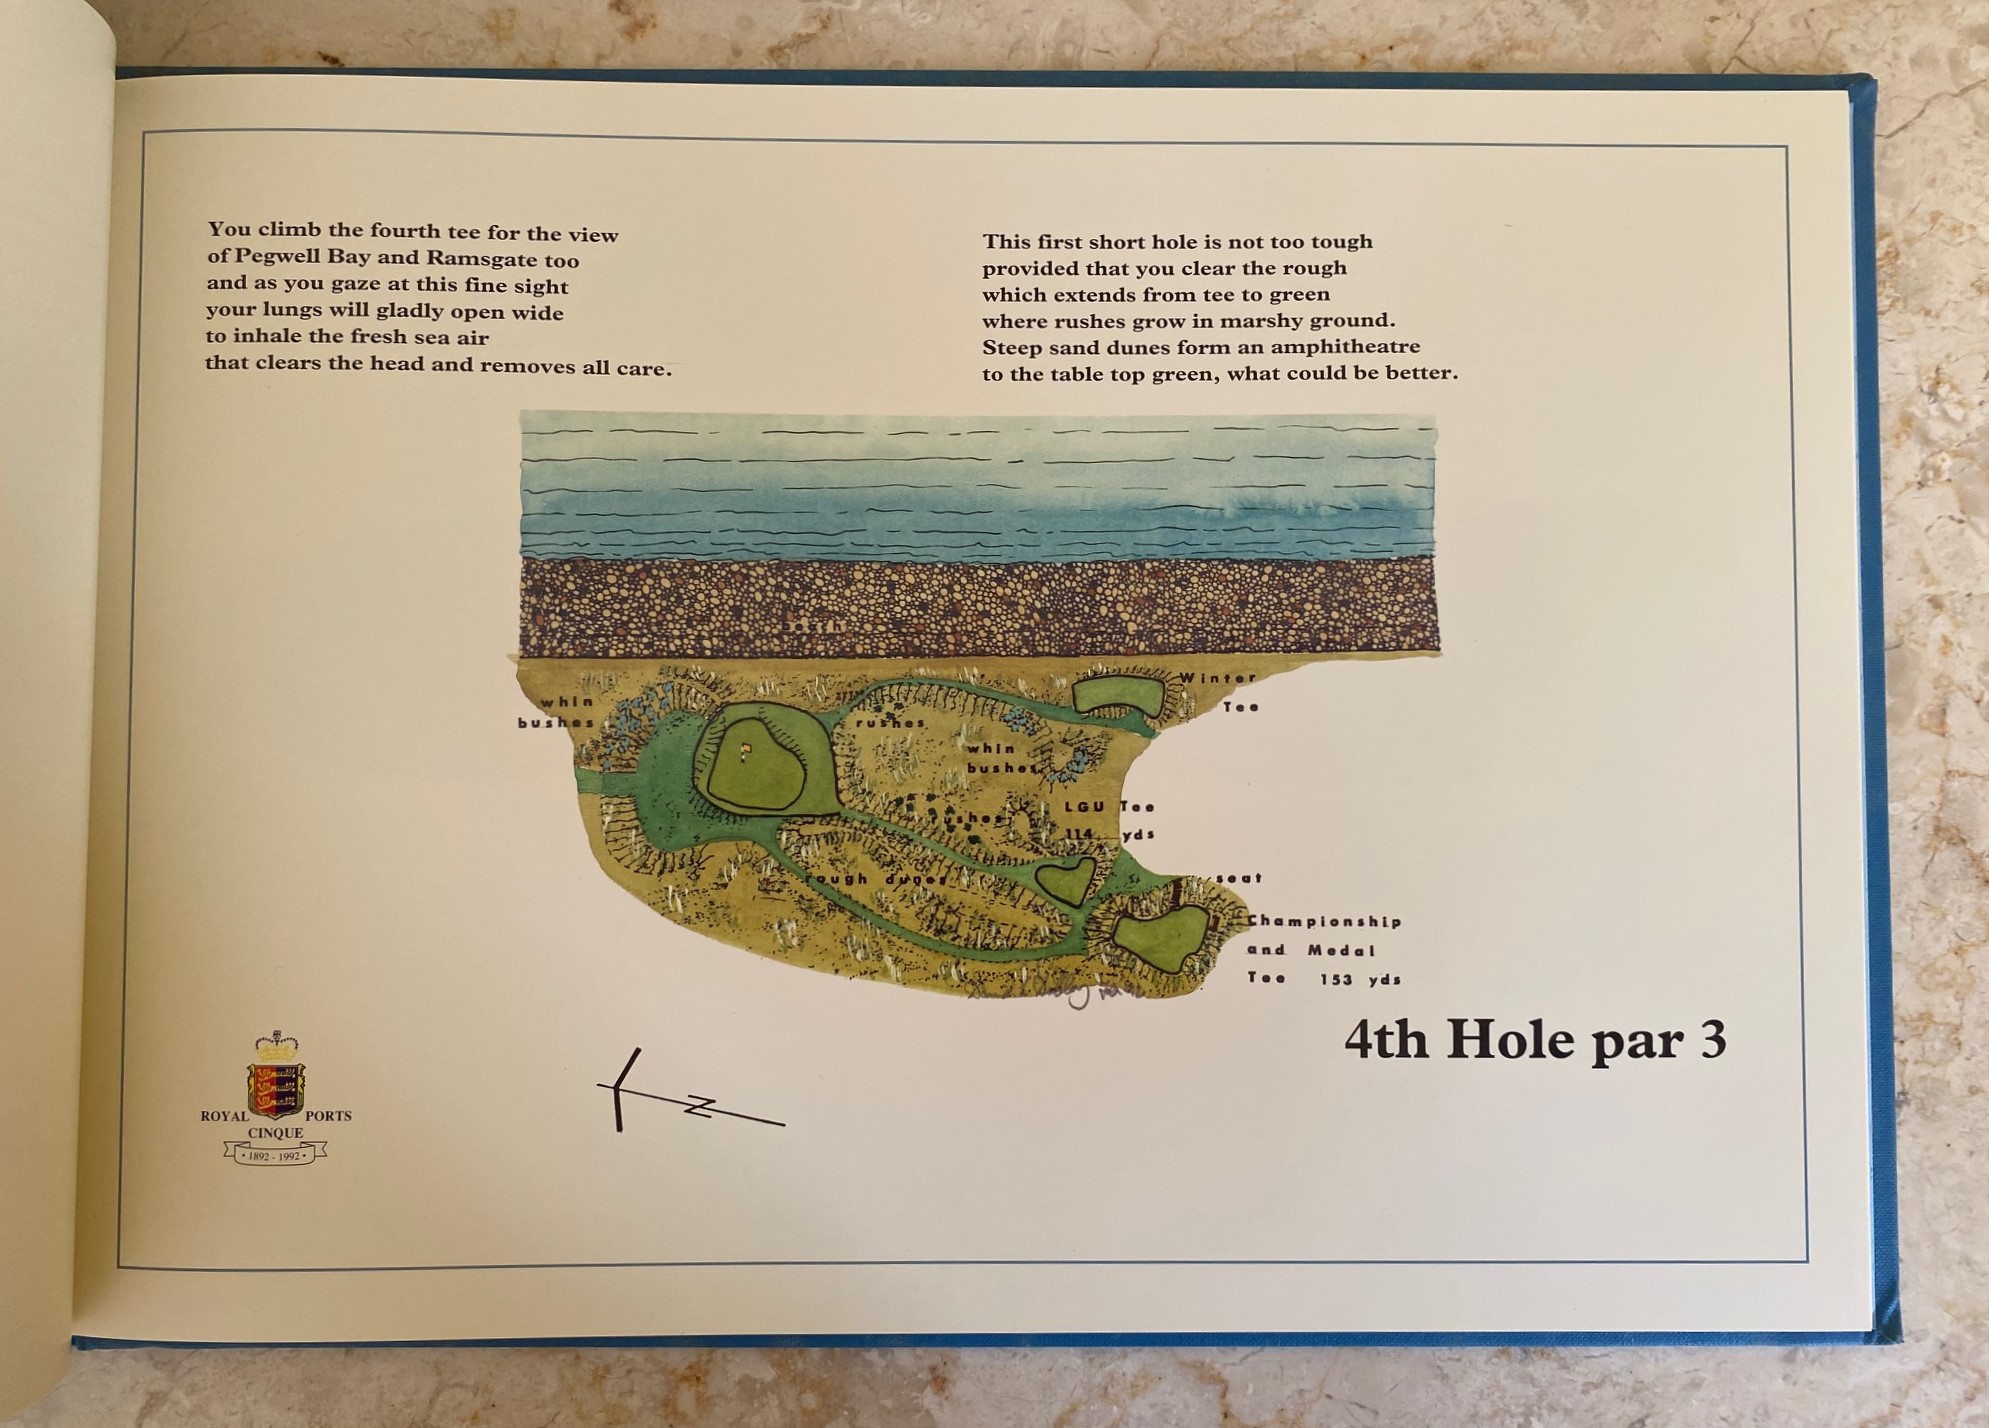 You climb the fourth tee for the view
of Pegwell Bay and Ramsgate too
and as you gaze at this fine sight
your lungs will gladly open wide
to inhale the fresh sea air
that clears the head and removes all care.
This first short hole is not too tough
provided that you clear the rough
which extends from tee to green
where rushes grow in marshy ground.
Steep sand dunes form an amphitheatre
to the table top green, what could be better.
beach
Winter
Tee
whin
bushes
rushes
whin
bushes
LGU Tee
114 yds
rushes
rough dunes
seat
Championship
and Medal
Tee 153 yds
4th Hole par 3
N
ROYAL PORTS
CINQUE
• 1892 - 1992 •